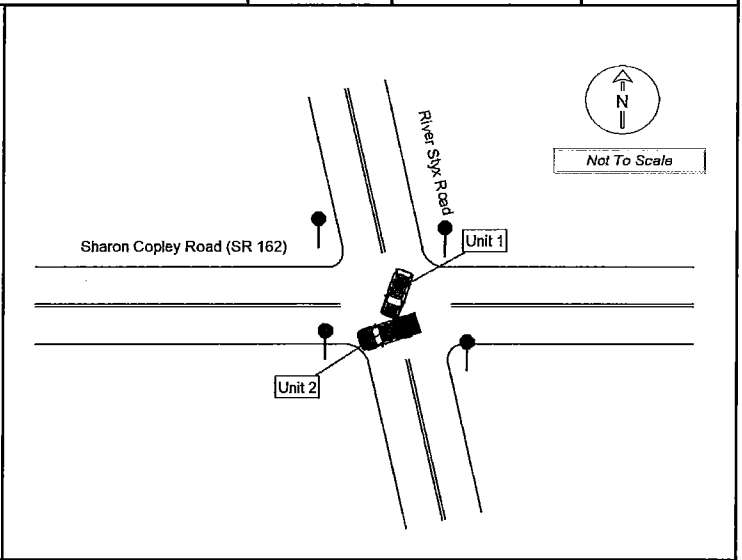 N
Not To Scale
River Styx Road
Sharon Copley Road (SR 162)
Unit 1
Unit 2